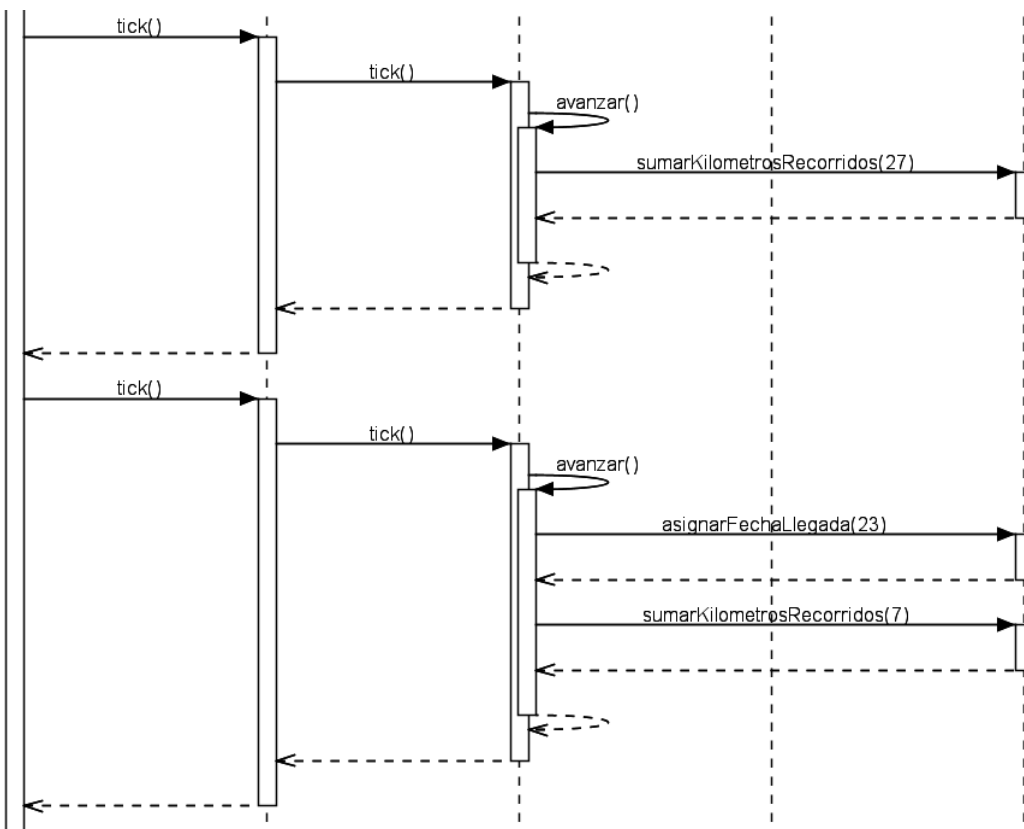 tick()
tick()
avanzar()
sumarKilometrosRecorridos(27)
tick()
tick()
avanzar()
asignarFechaLlegada(23)
sumarKilometrosRecorridos(7)